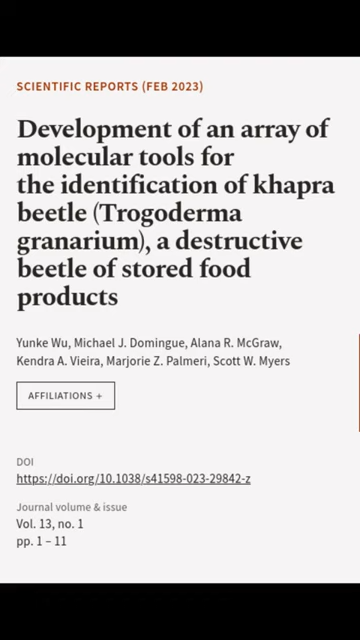 SCIENTIFIC REPORTS (FEB 2023)
Development of an array of
molecular tools for
the identification of khapra
beetle (Trogoderma
granarium), a destructive
beetle of stored food
products
Yunke Wu, Michael J. Domingue, Alana R. McGraw,
Kendra A. Vieira, Marjorie Z. Palmeri, Scott W. Myers
AFFILIATIONS +
DOI
https://doi.org/10.1038/s41598-023-29842-z
Journal volume & issue
Vol. 13, no. 1
pp. 1 – 11